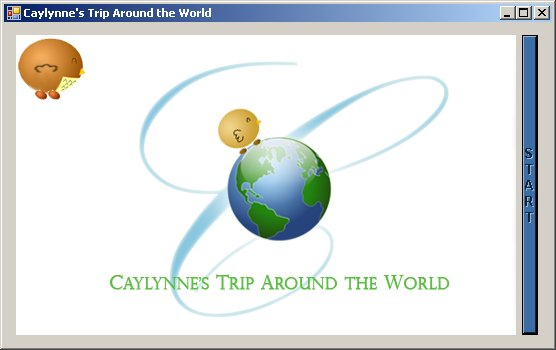 Caylynne's Trip Around the World
START
CAYLYNNE'S TRIP AROUND THE WORLD